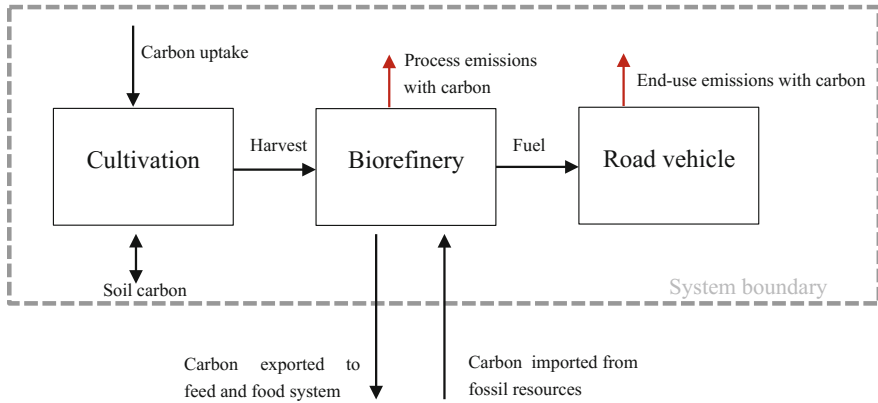 Carbon uptake
Process emissions
with carbon
End-use emissions with carbon
Cultivation
Harvest
Biorefinery
Fuel
Road vehicle
Soil carbon
System boundary
Carbon exported to
feed and food system
Carbon imported from
fossil resources